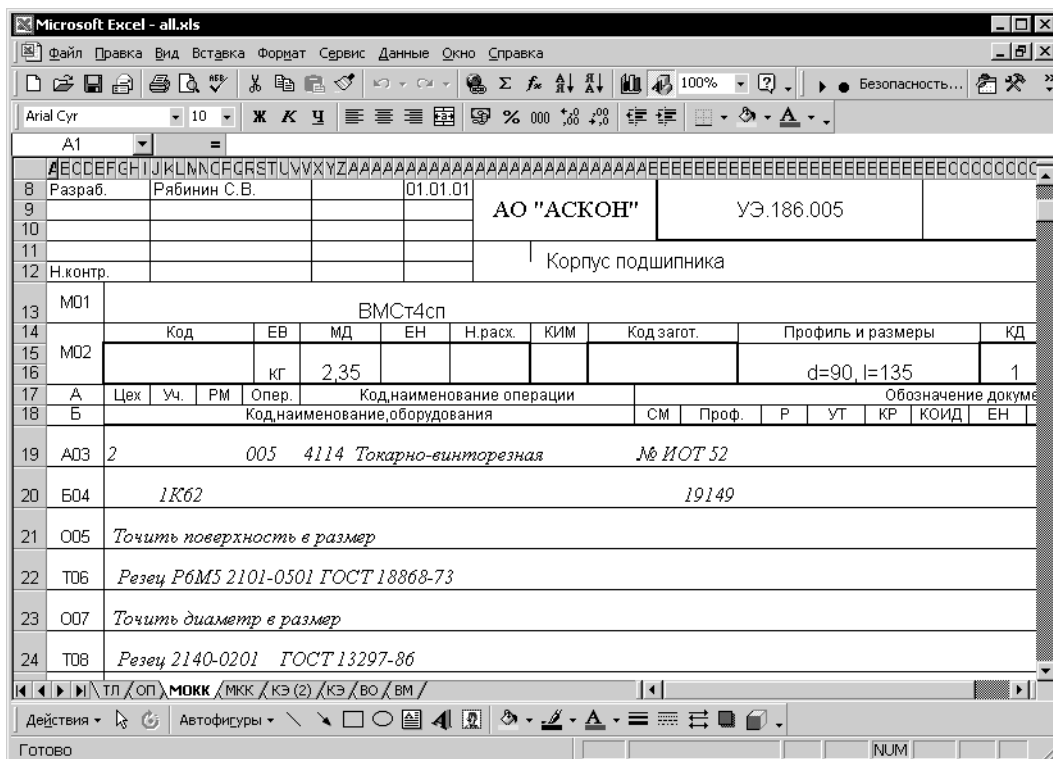 Microsoft Excel - all.xls
Файл Правка Вид Вставка Формат Сервис Данные Окно Справка
100% Безопасность...
Arial Cyr 10 Ж К Ч % 000
A1 =
8 Разраб. Рябинин С.В. 01.01.01
9 АО "АСКОН" УЭ.186.005
10
11 Корпус подшипника
12 Н.контр.
13 М01 ВМСт4сп
14 Код ЕВ МД ЕН Н.расх. КИМ Код загот. Профиль и размеры КД
15 М02
16 кг 2,35 d=90, l=135 1
17 А Цех Уч. РМ Опер. Код,наименование операции Обозначение докуме
18 Б Код,наименование,оборудования СМ Проф. Р УТ КР КОИД ЕН
19 А03 2 005 4114 Токарно-винторезная № ИОТ 52
20 Б04 1К62 19149
21 О05 Точить поверхность в размер
22 Т06 Резец Р6М5 2101-0501 ГОСТ 18868-73
23 О07 Точить диаметр в размер
24 Т08 Резец 2140-0201 ГОСТ 13297-86
ТЛ ОП МОКК МКК КЭ (2) КЭ ВО ВМ
Действия Автофигуры
Готово NUM